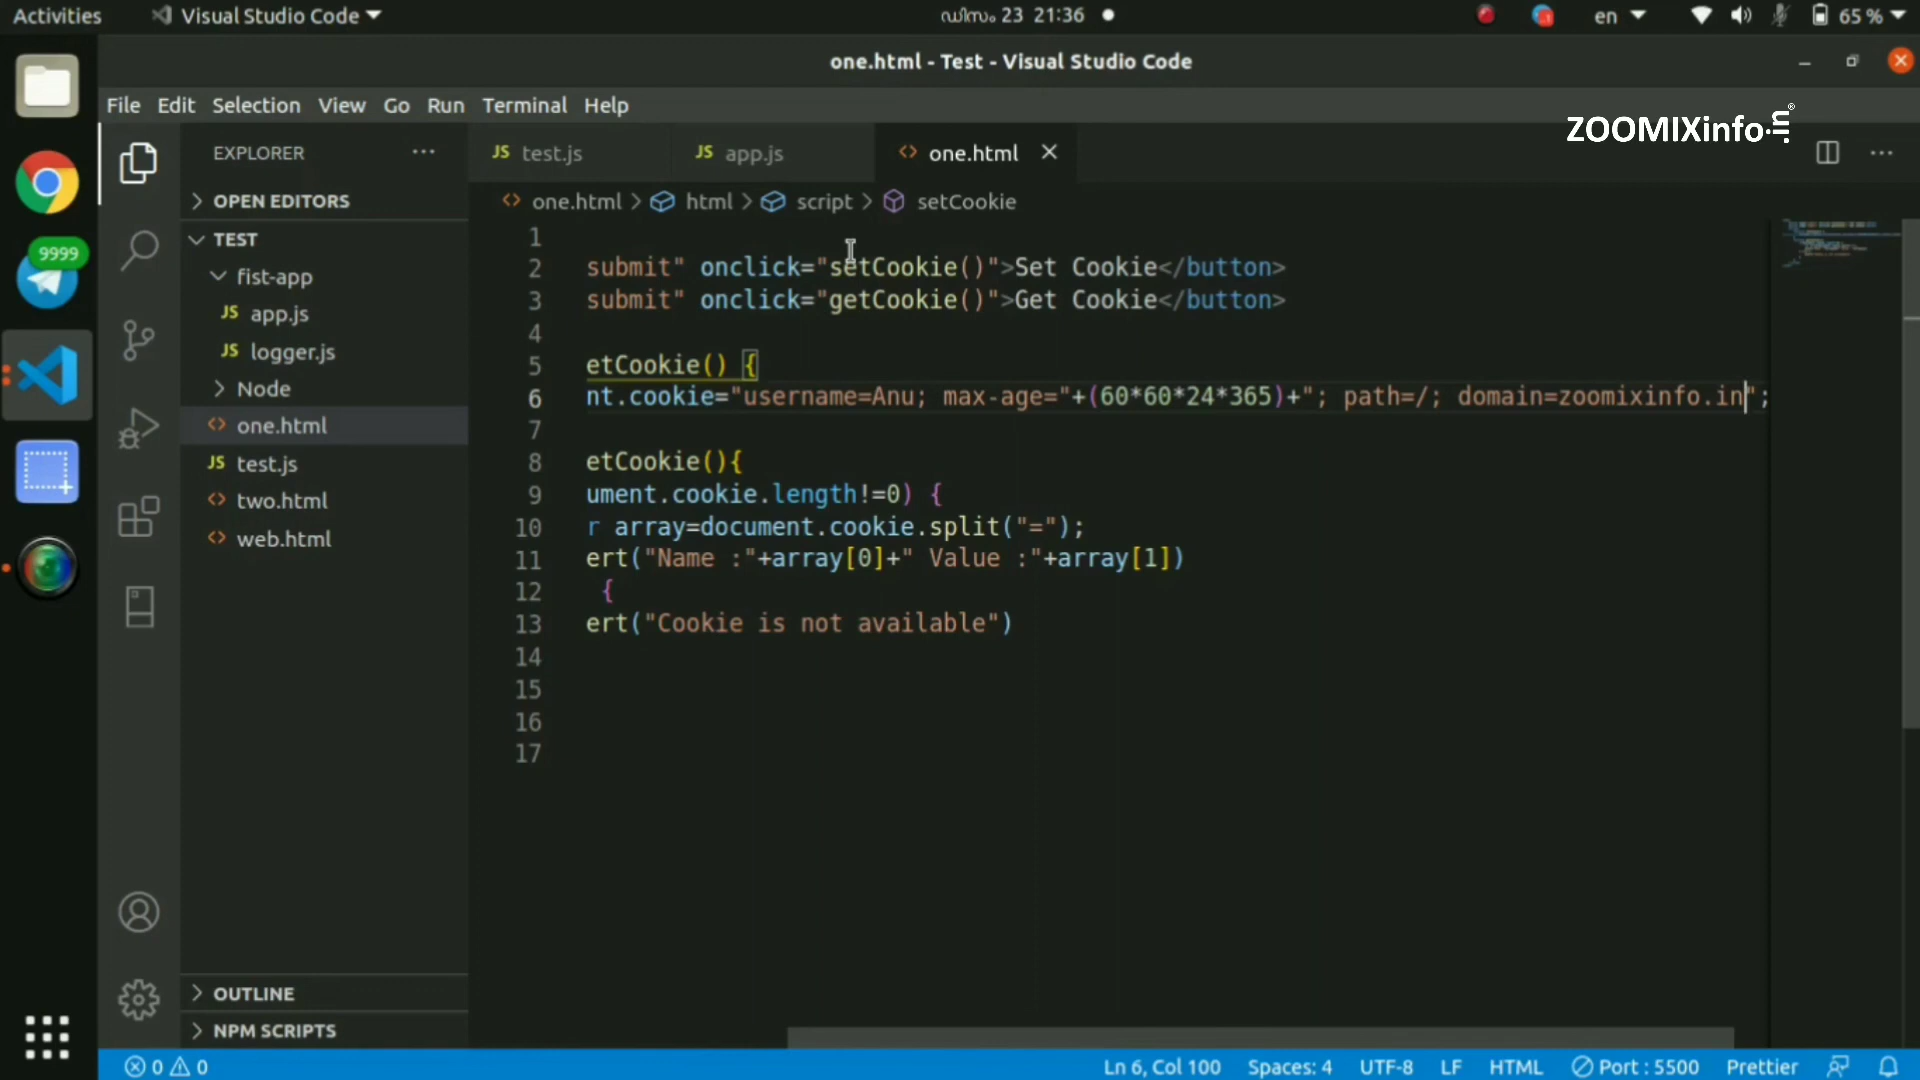 Activities Visual Studio Code ഡിസം 23 21:36 en 65 %
one.html - Test - Visual Studio Code
File Edit Selection View Go Run Terminal Help
ZOOMIXinfo.in®
EXPLORER
JS test.js JS app.js one.html
OPEN EDITORS
one.html > html > script > setCookie
TEST
9999
fist-app
JS app.js
JS logger.js
Node
one.html
JS test.js
two.html
web.html
1
2 submit" onclick="setCookie()">Set Cookie</button>
3 submit" onclick="getCookie()">Get Cookie</button>
4
5 etCookie() {
6 nt.cookie="username=Anu; max-age="+(60*60*24*365)+"; path=/; domain=zoomixinfo.in";
7
8 etCookie(){
9 ument.cookie.length!=0) {
10 r array=document.cookie.split("=");
11 ert("Name :"+array[0]+" Value :"+array[1])
12 {
13 ert("Cookie is not available")
14
15
16
17
OUTLINE
NPM SCRIPTS
0 0 Ln 6, Col 100 Spaces: 4 UTF-8 LF HTML Port : 5500 Prettier